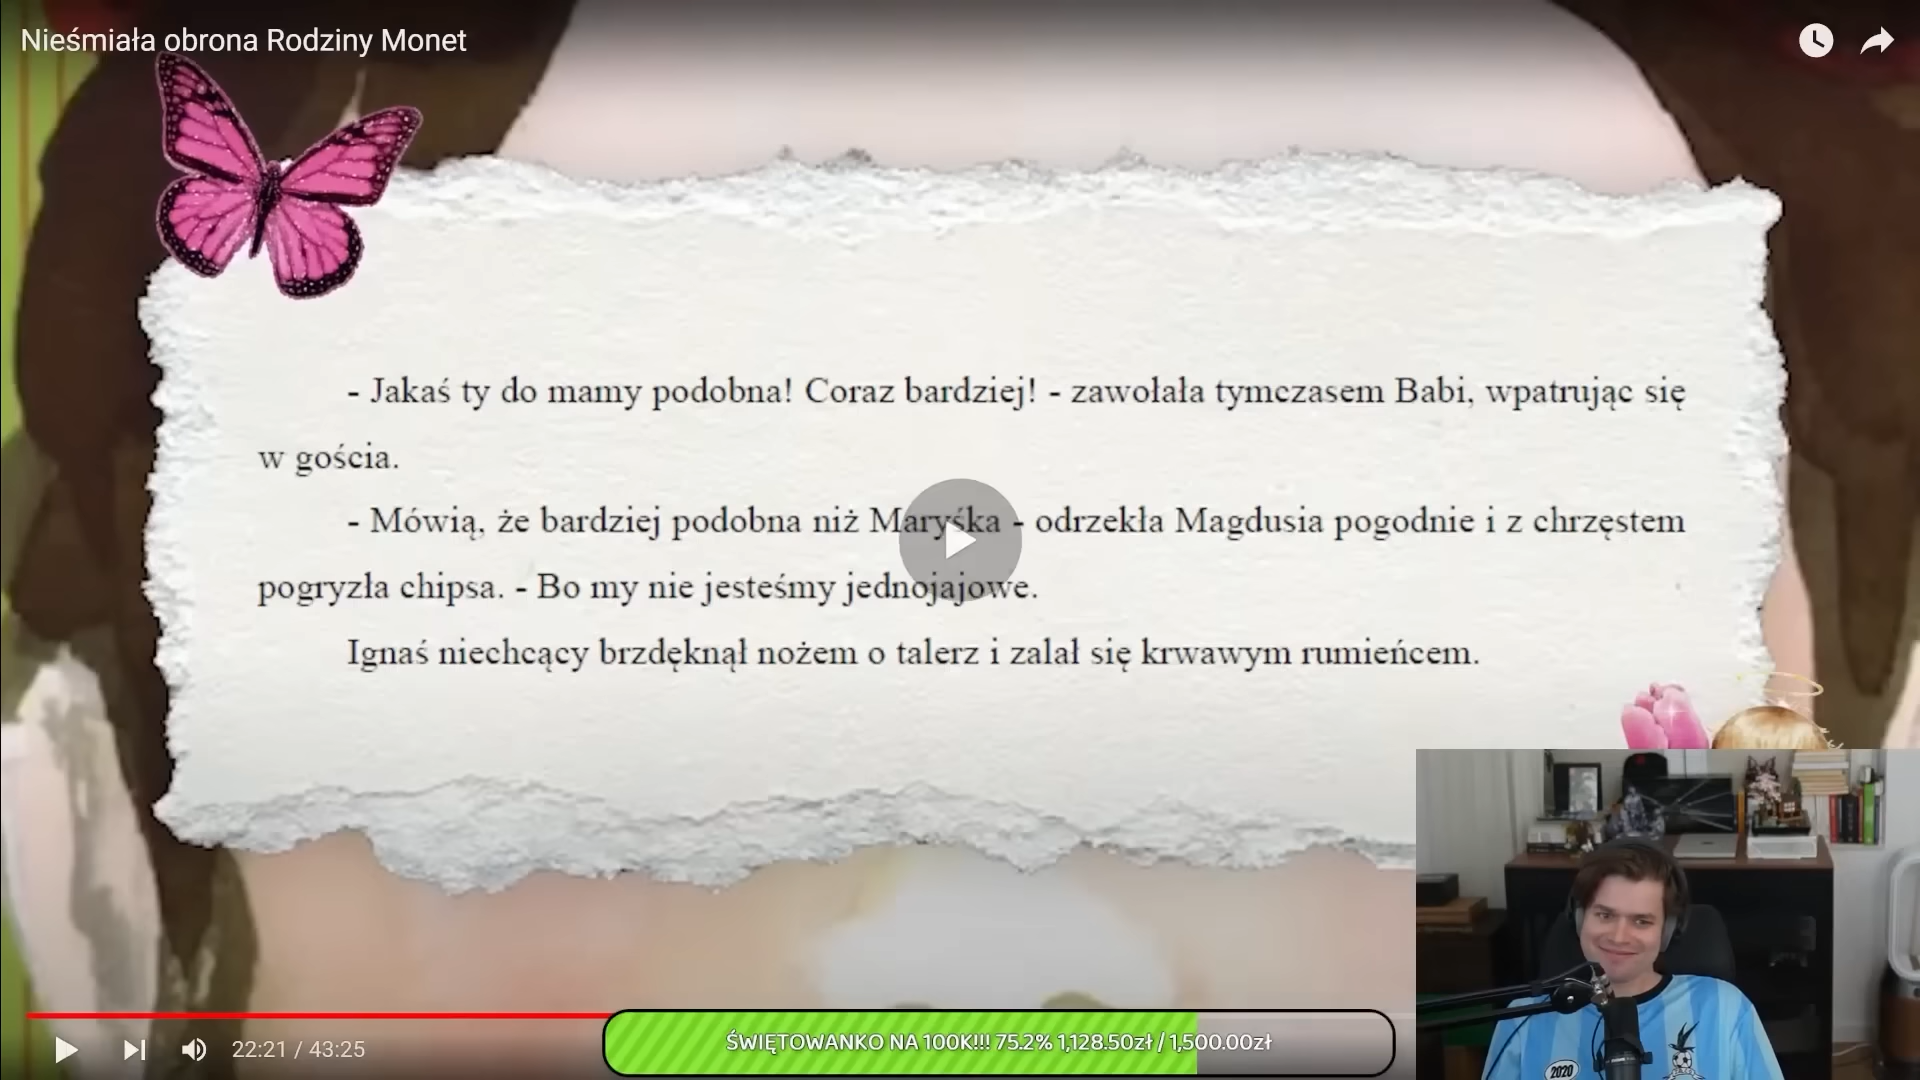 Nieśmiała obrona Rodziny Monet
- Jakaś ty do mamy podobna! Coraz bardziej! - zawołała tymczasem Babi, wpatrując się
w gościa.
- Mówią, że bardziej podobna niż Maryśka - odrzekła Magdusia pogodnie i z chrzęstem
pogryzła chipsa. - Bo my nie jesteśmy jednojajowe.
Ignaś niechcący brzdęknął nożem o talerz i zalał się krwawym rumieńcem.
22:21 / 43:25
ŚWIĘTOWANKO NA 100K!!! 75.2% 1,128.50zł / 1,500.00zł
2020